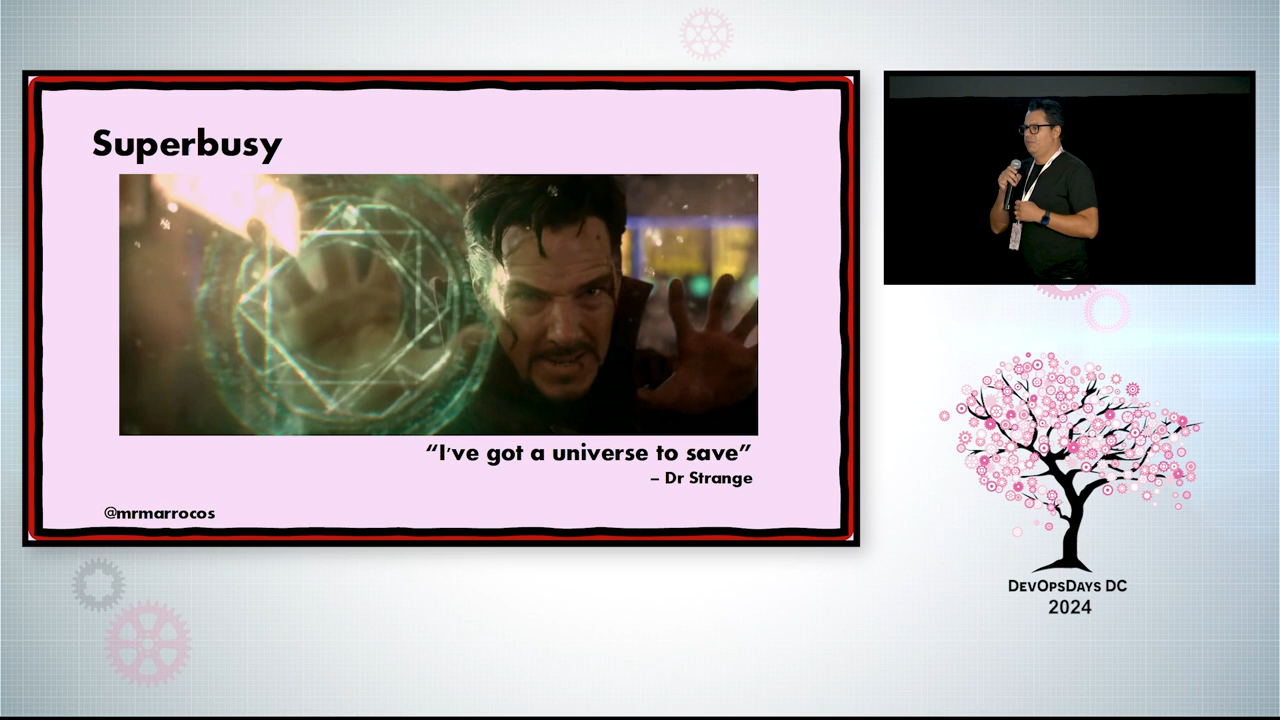 Superbusy
“I've got a universe to save”
– Dr Strange
@mrmarrocos
DEVOPSDAYS DC
2024